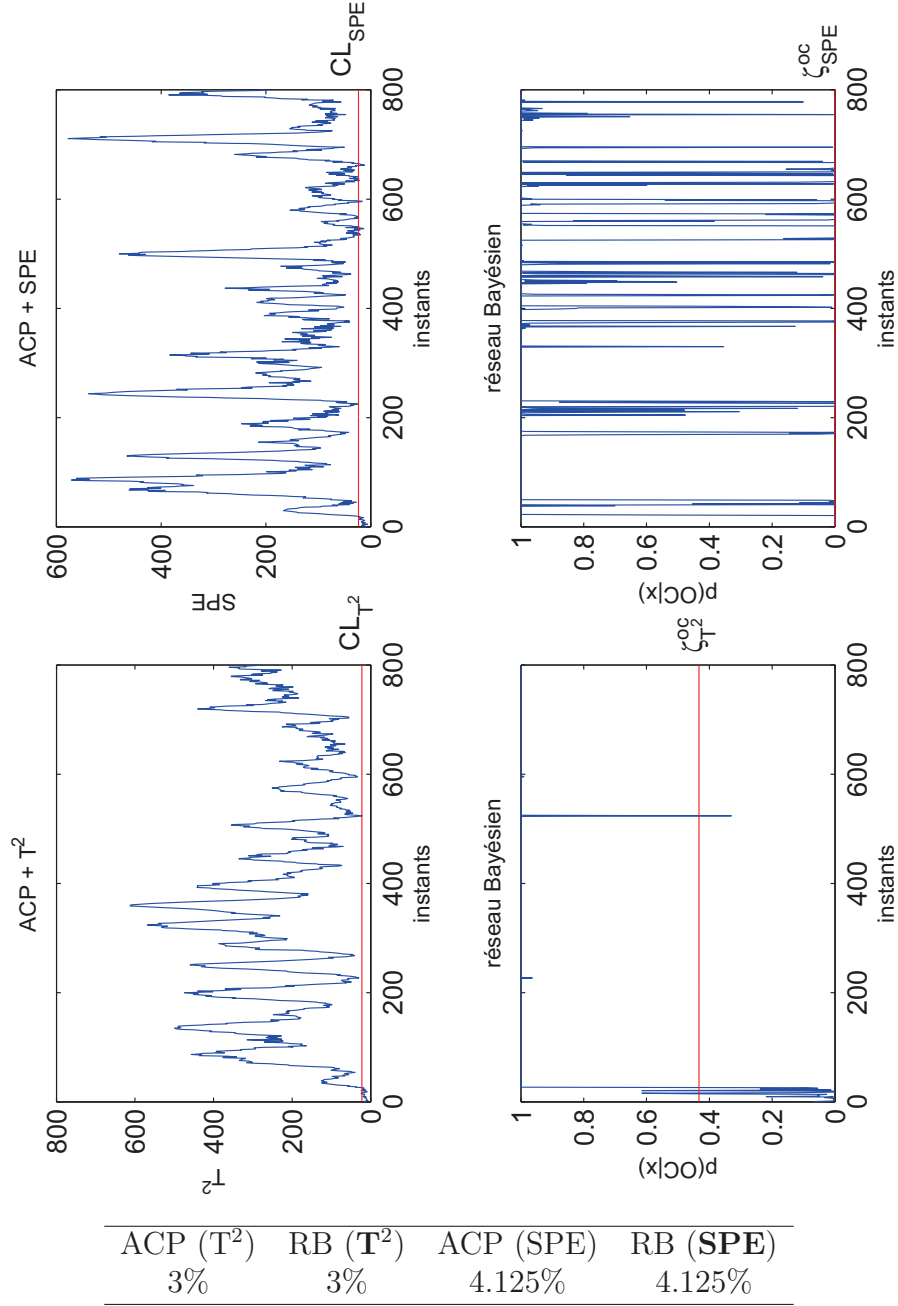 ACP + T²
T²
800
600
400
200
0
CL_T²
0
200
400
600
800
instants
ACP + SPE
SPE
600
400
200
0
CL_SPE
0
200
400
600
800
instants
réseau Bayésien
p(OC|x)
1
0.8
0.6
0.4
0.2
0
ζ^oc_T²
0
200
400
600
800
instants
réseau Bayésien
p(OC|x)
1
0.8
0.6
0.4
0.2
0
ζ^oc_SPE
0
200
400
600
800
instants
ACP (T²) RB (T²) ACP (SPE) RB (SPE)
3% 3% 4.125% 4.125%